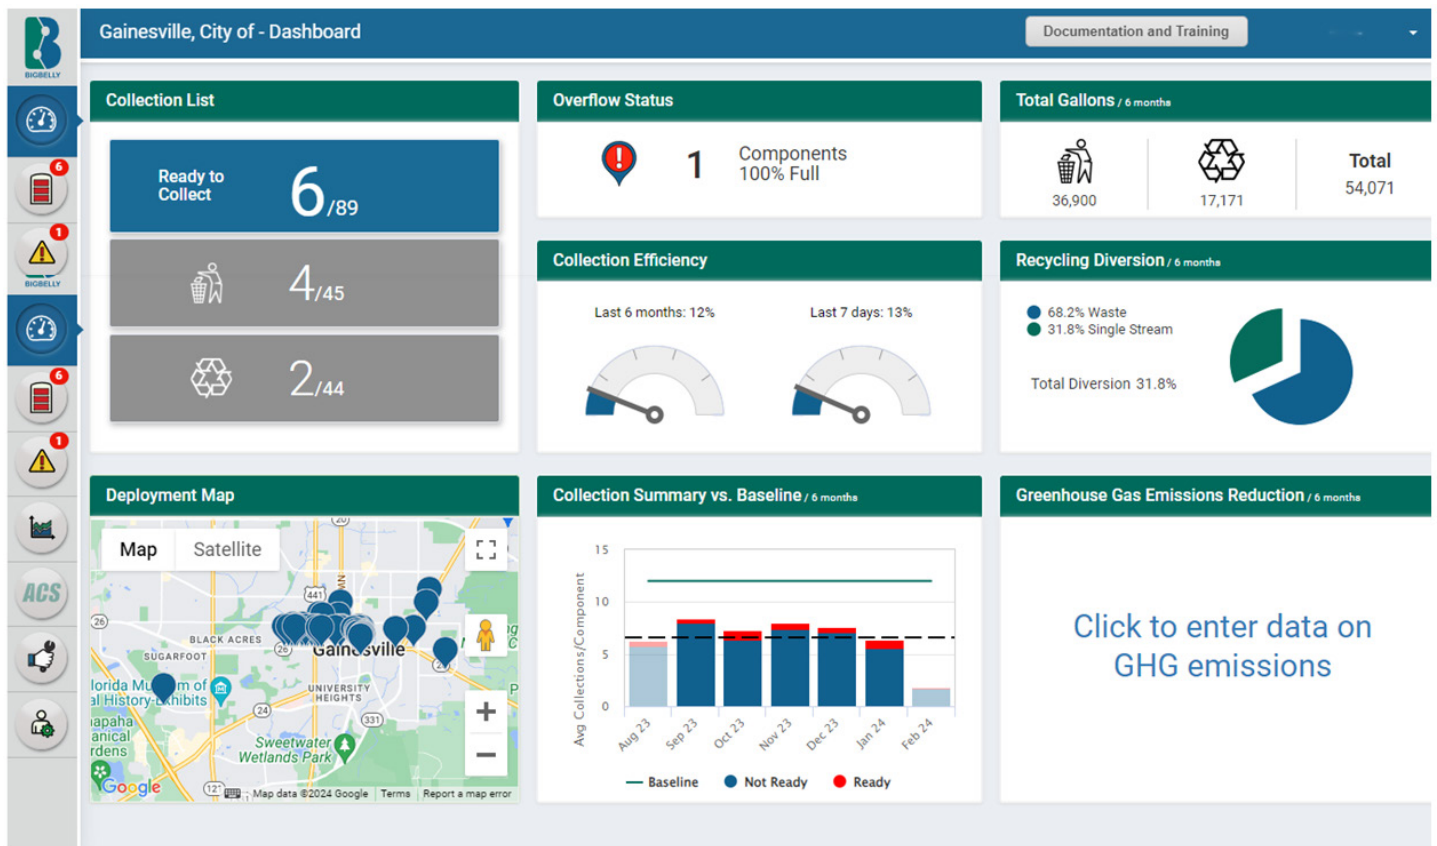 Gainesville, City of - Dashboard
Documentation and Training
BIGBELLY
6
1
BIGBELLY
6
1
ACS
Collection List
Ready to
Collect
6/89
4/45
2/44
Overflow Status
1
Components
100% Full
Total Gallons / 6 months
36,900
17,171
Total
54,071
Collection Efficiency
Last 6 months: 12%
Last 7 days: 13%
Recycling Diversion / 6 months
68.2% Waste
31.8% Single Stream
Total Diversion 31.8%
Deployment Map
Map
Satellite
20
441
26
BLACK ACRES
SUGARFOOT
26
Gainesville
UNIVERSITY
HEIGHTS
24
331
Sweetwater
Wetlands Park
Google
Map data ©2024 Google
Terms
Report a map error
Collection Summary vs. Baseline / 6 months
Avg Collections/Component
15
10
5
0
Aug 23
Sep 23
Oct 23
Nov 23
Dec 23
Jan 24
Feb 24
Baseline
Not Ready
Ready
Greenhouse Gas Emissions Reduction / 6 months
Click to enter data on
GHG emissions